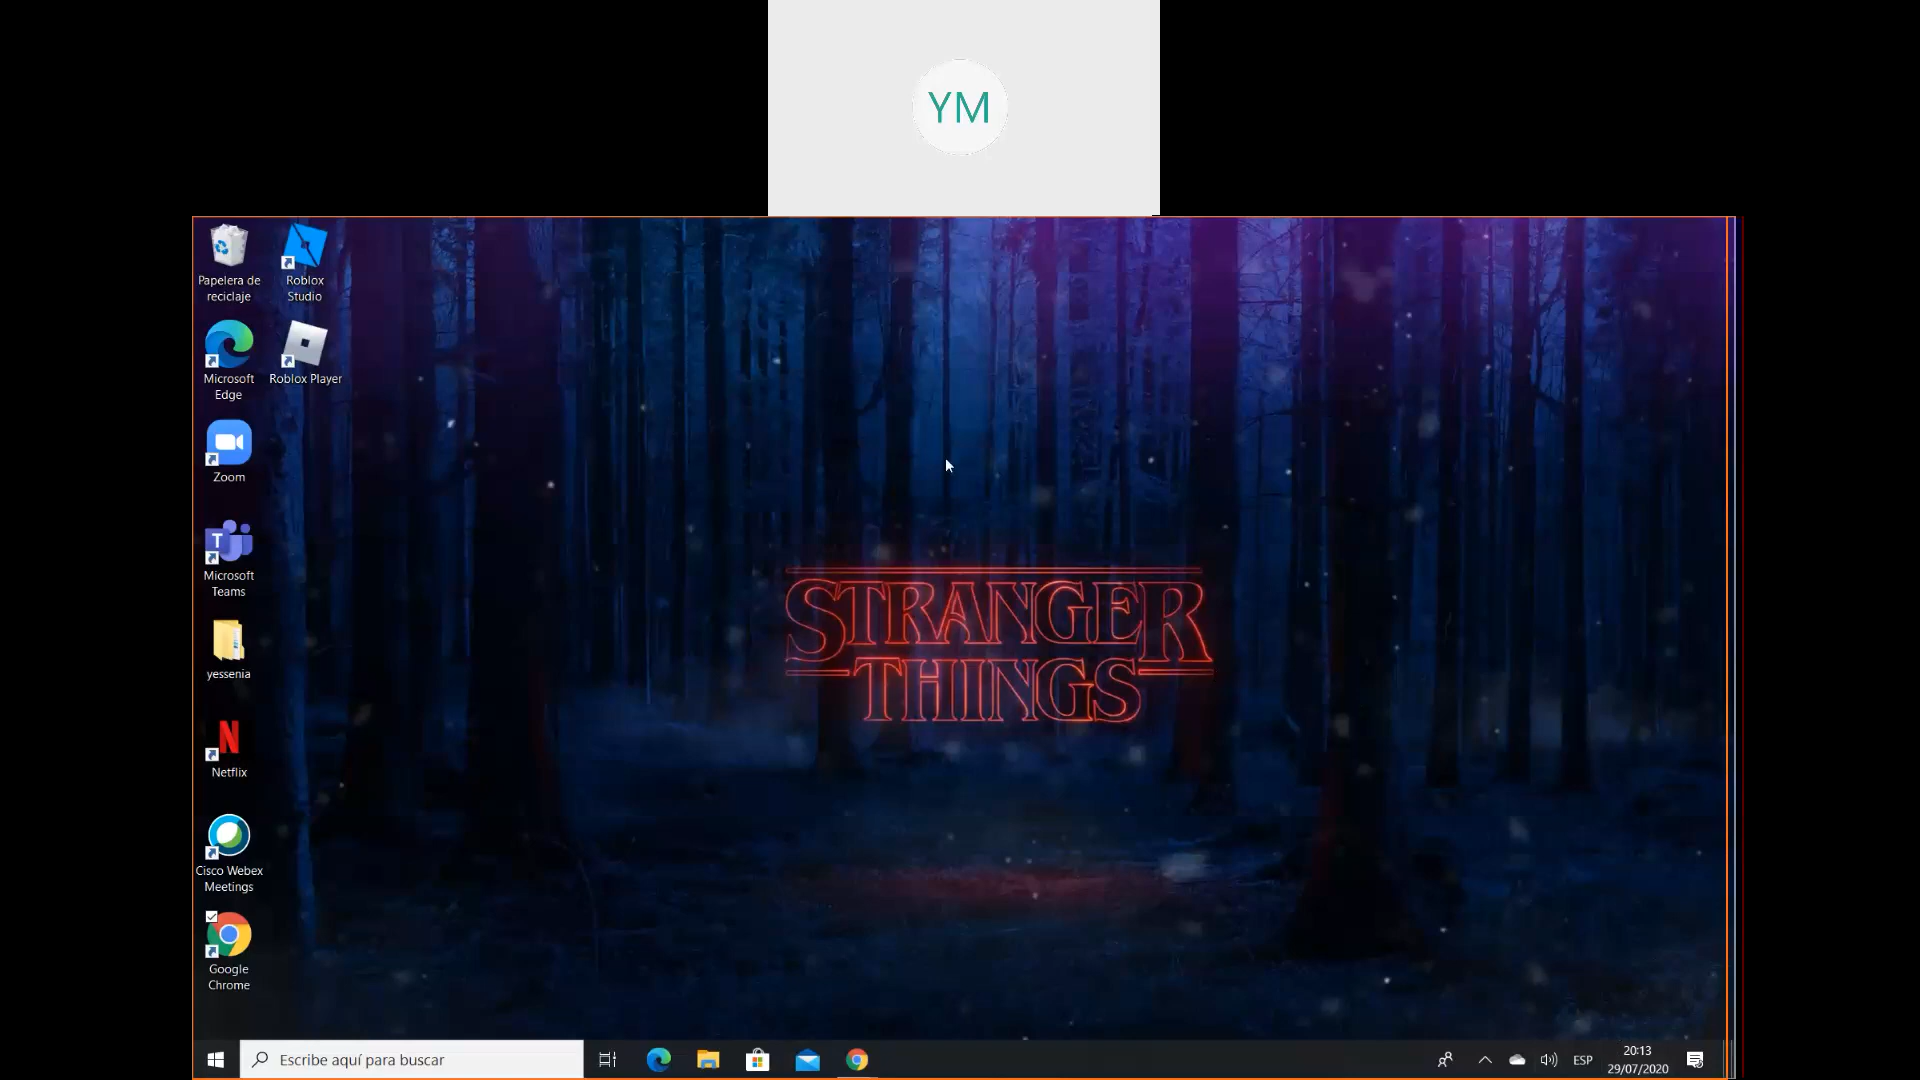 YM
Papelera de
reciclaje
Roblox
Studio
Microsoft
Edge
Roblox Player
Zoom
T
Microsoft
Teams
yessenia
N
Netflix
Cisco Webex
Meetings
Google
Chrome
STRANGER
THINGS
Escribe aquí para buscar
ESP
20:13
29/07/2020